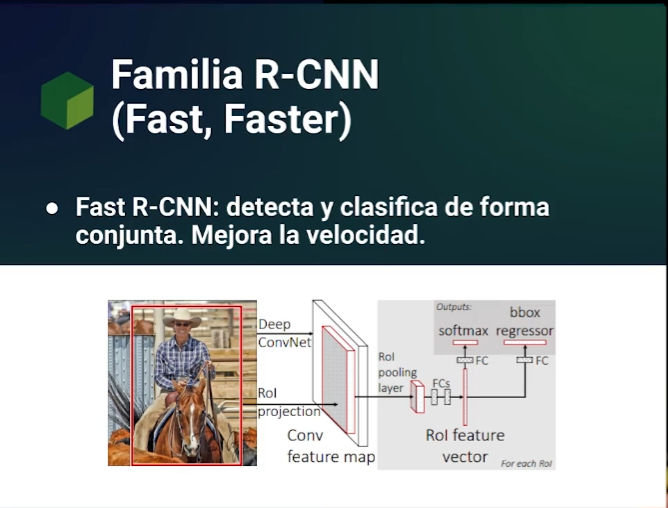 Familia R-CNN
(Fast, Faster)
● Fast R-CNN: detecta y clasifica de forma
conjunta. Mejora la velocidad.
Deep
ConvNet
RoI
projection
Conv
feature map
RoI
pooling
layer
FCs
Outputs:
softmax
bbox
regressor
FC
FC
RoI feature
vector
For each RoI